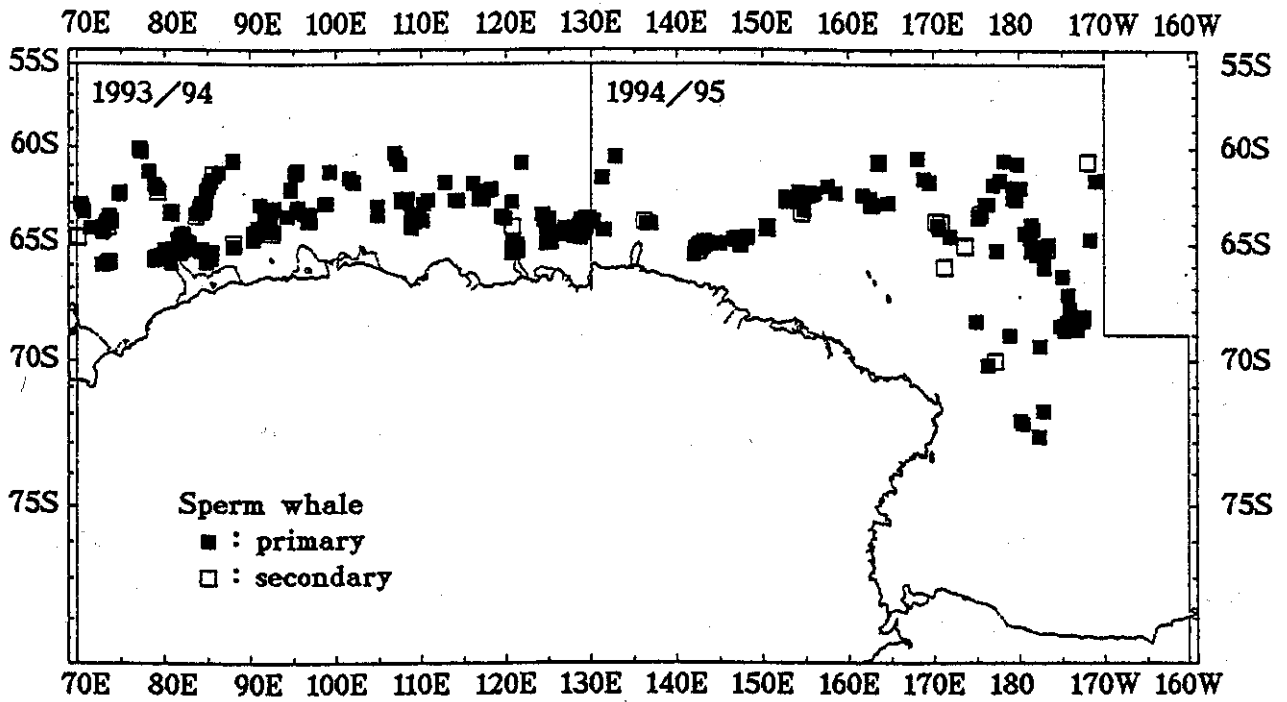 70E 80E 90E 100E 110E 120E 130E 140E 150E 160E 170E 180 170W 160W
55S 55S
1993/94 1994/95
60S 60S
65S 65S
70S 70S
75S 75S
Sperm whale
■ : primary
□ : secondary
70E 80E 90E 100E 110E 120E 130E 140E 150E 160E 170E 180 170W 160W